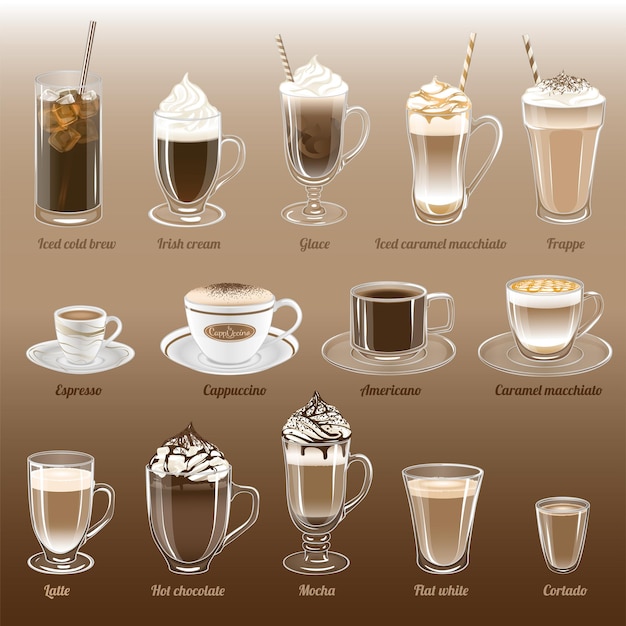 Iced cold brew
Irish cream
Glace
Iced caramel macchiato
Frappe
CappUccino
Espresso
Cappuccino
Americano
Caramel macchiato
Latte
Hot chocolate
Mocha
Flat white
Cortado